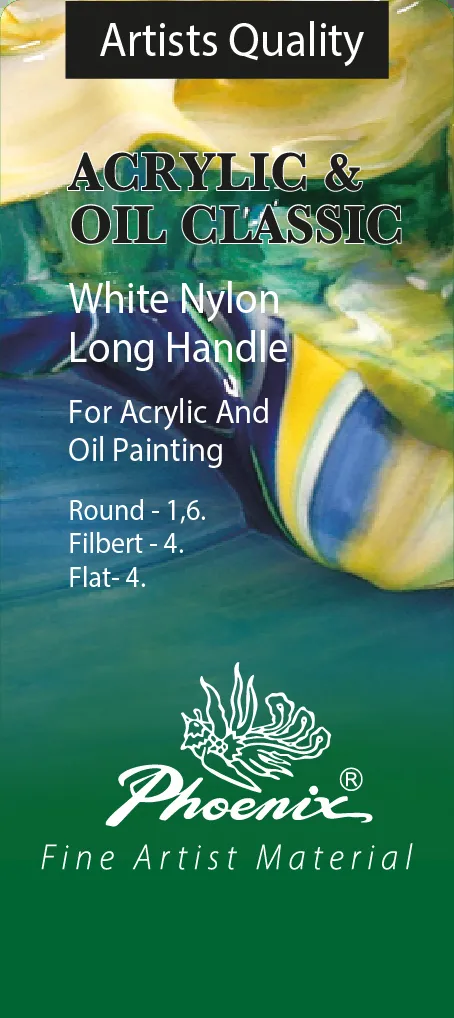 Artists Quality
ACRYLIC &
OIL CLASSIC
White Nylon
Long Handle
For Acrylic And
Oil Painting
Round - 1,6.
Filbert - 4.
Flat- 4.
Phoenix®
Fine Artist Material